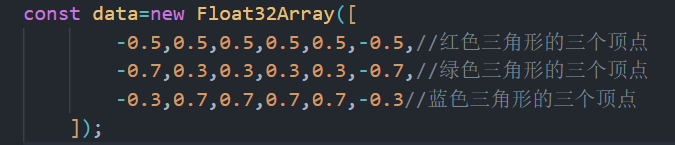 const data=new Float32Array([
-0.5,0.5,0.5,0.5,0.5,-0.5,//红色三角形的三个顶点
-0.7,0.3,0.3,0.3,0.3,-0.7,//绿色三角形的三个顶点
-0.3,0.7,0.7,0.7,0.7,-0.3//蓝色三角形的三个顶点
]);